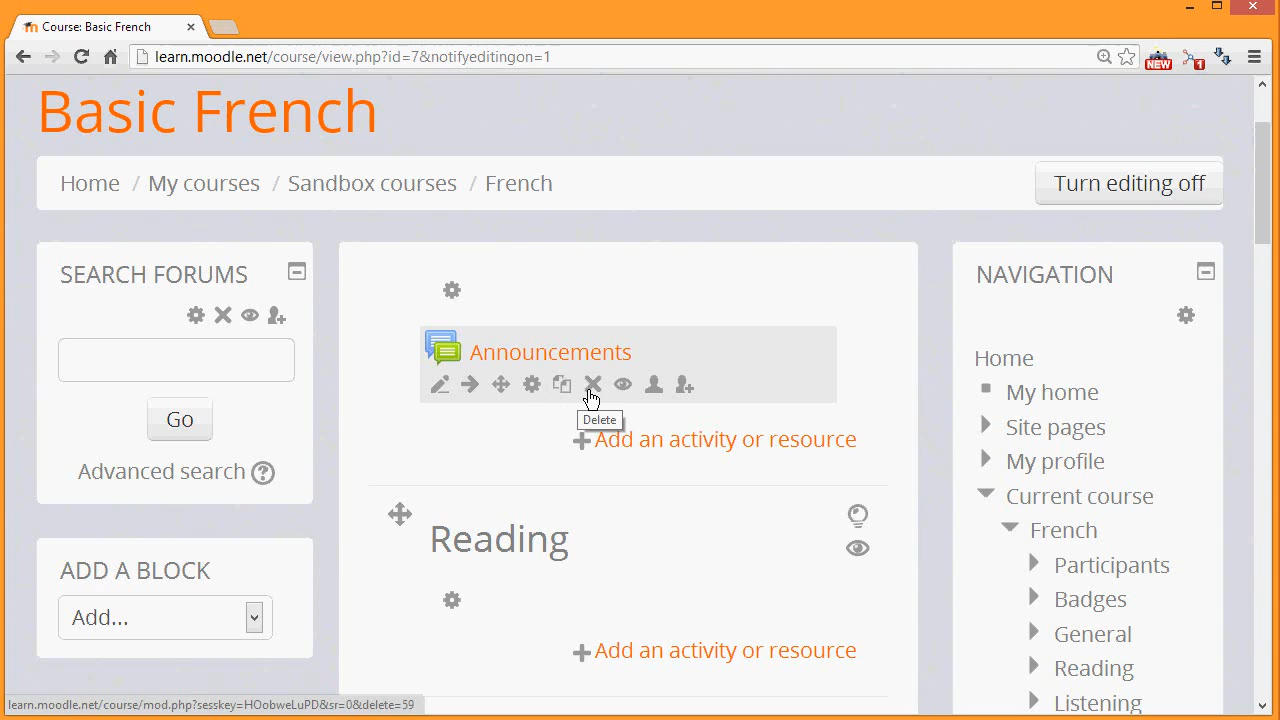 Course: Basic French
learn.moodle.net/course/view.php?id=7&notifyeditingon=1
NEW
1
Basic French
Home / My courses / Sandbox courses / French
Turn editing off
SEARCH FORUMS
Go
Advanced search ?
ADD A BLOCK
Add...
Announcements
Delete
Add an activity or resource
Reading
Add an activity or resource
NAVIGATION
Home
My home
Site pages
My profile
Current course
French
Participants
Badges
General
Reading
Listening
learn.moodle.net/course/mod.php?sesskey=HOobweLuPD&sr=0&delete=59